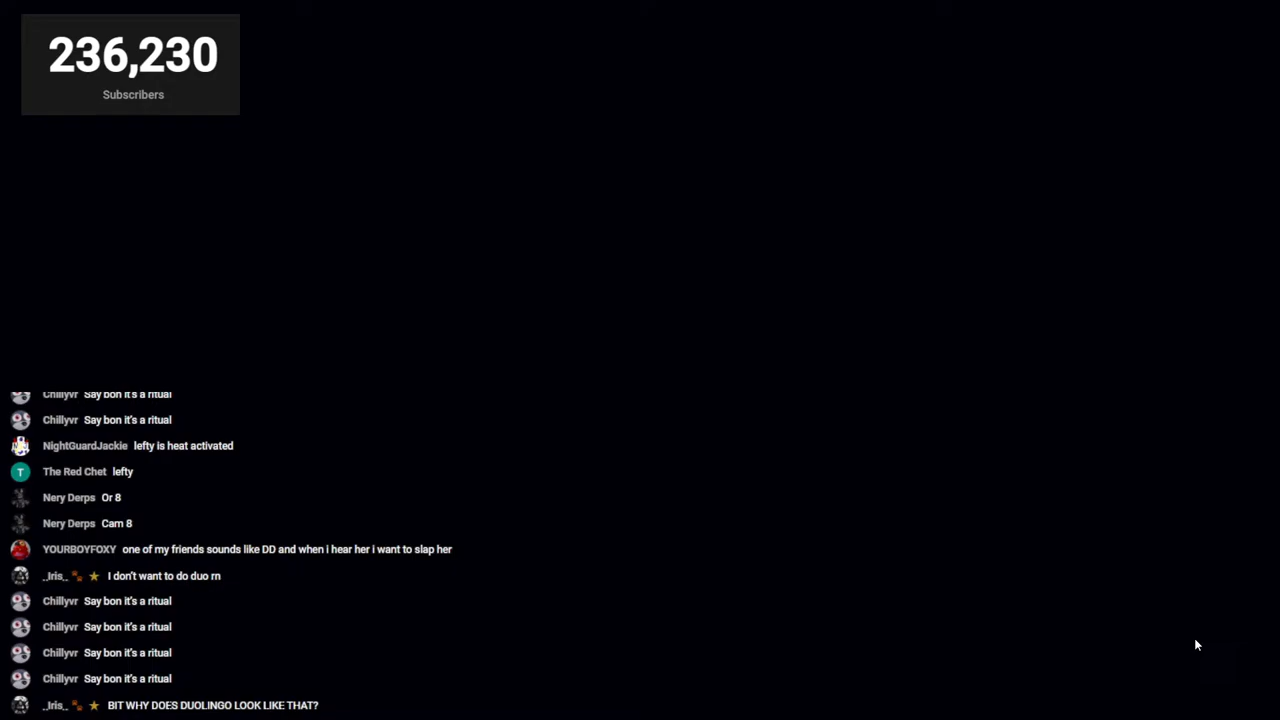 236,230
Subscribers
Chillyvr Say bon it's a ritual
Chillyvr Say bon it's a ritual
NightGuardJackie lefty is heat activated
T The Red Chet lefty
Nery Derps Or 8
Nery Derps Cam 8
YOURBOYFOXY one of my friends sounds like DD and when i hear her i want to slap her
,,Iris,, I don't want to do duo rn
Chillyvr Say bon it's a ritual
Chillyvr Say bon it's a ritual
Chillyvr Say bon it's a ritual
Chillyvr Say bon it's a ritual
,,Iris,, BIT WHY DOES DUOLINGO LOOK LIKE THAT?